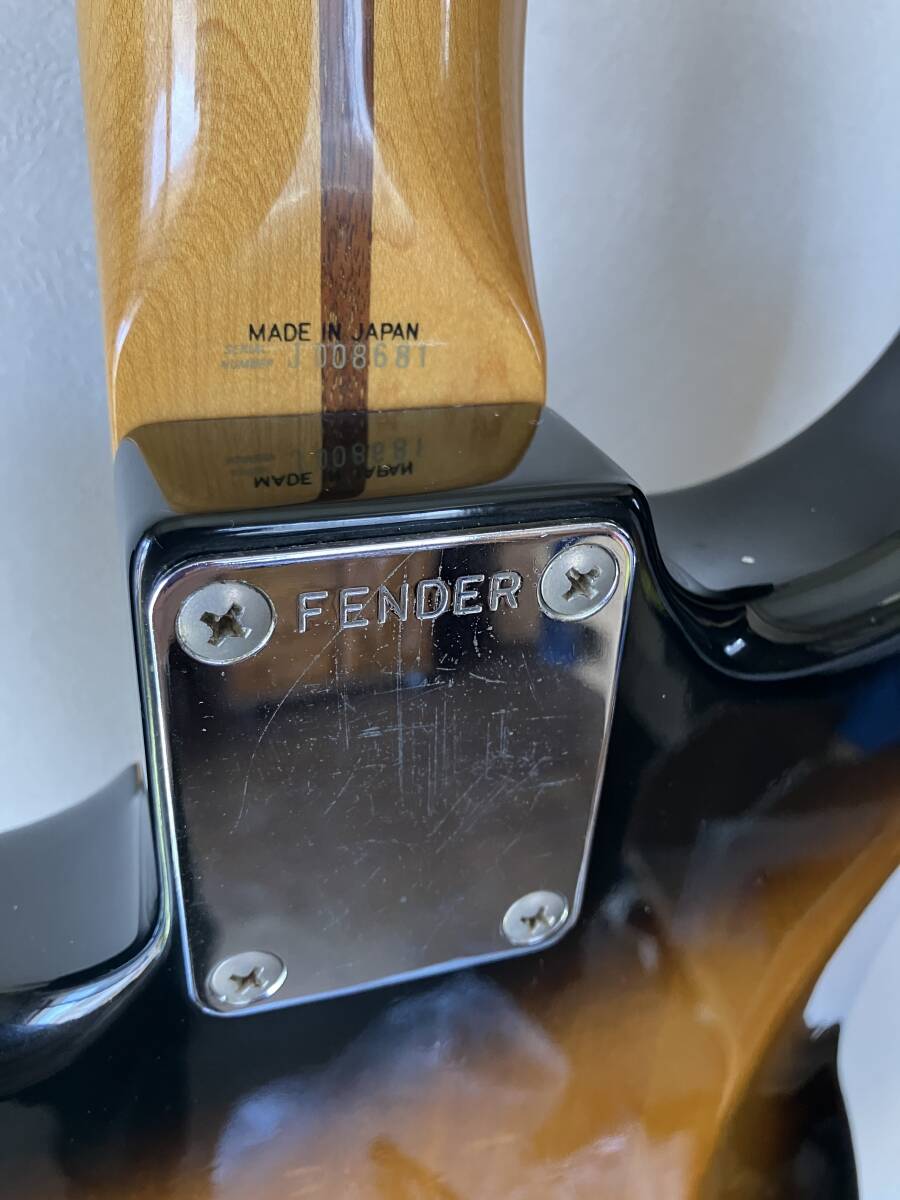 MADE IN JAPAN
SERIAL
NUMBER J008681
FENDER